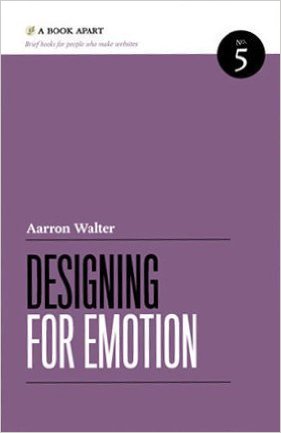 A BOOK APART
Brief books for people who make websites
No.
5
Aarron Walter
DESIGNING
FOR EMOTION